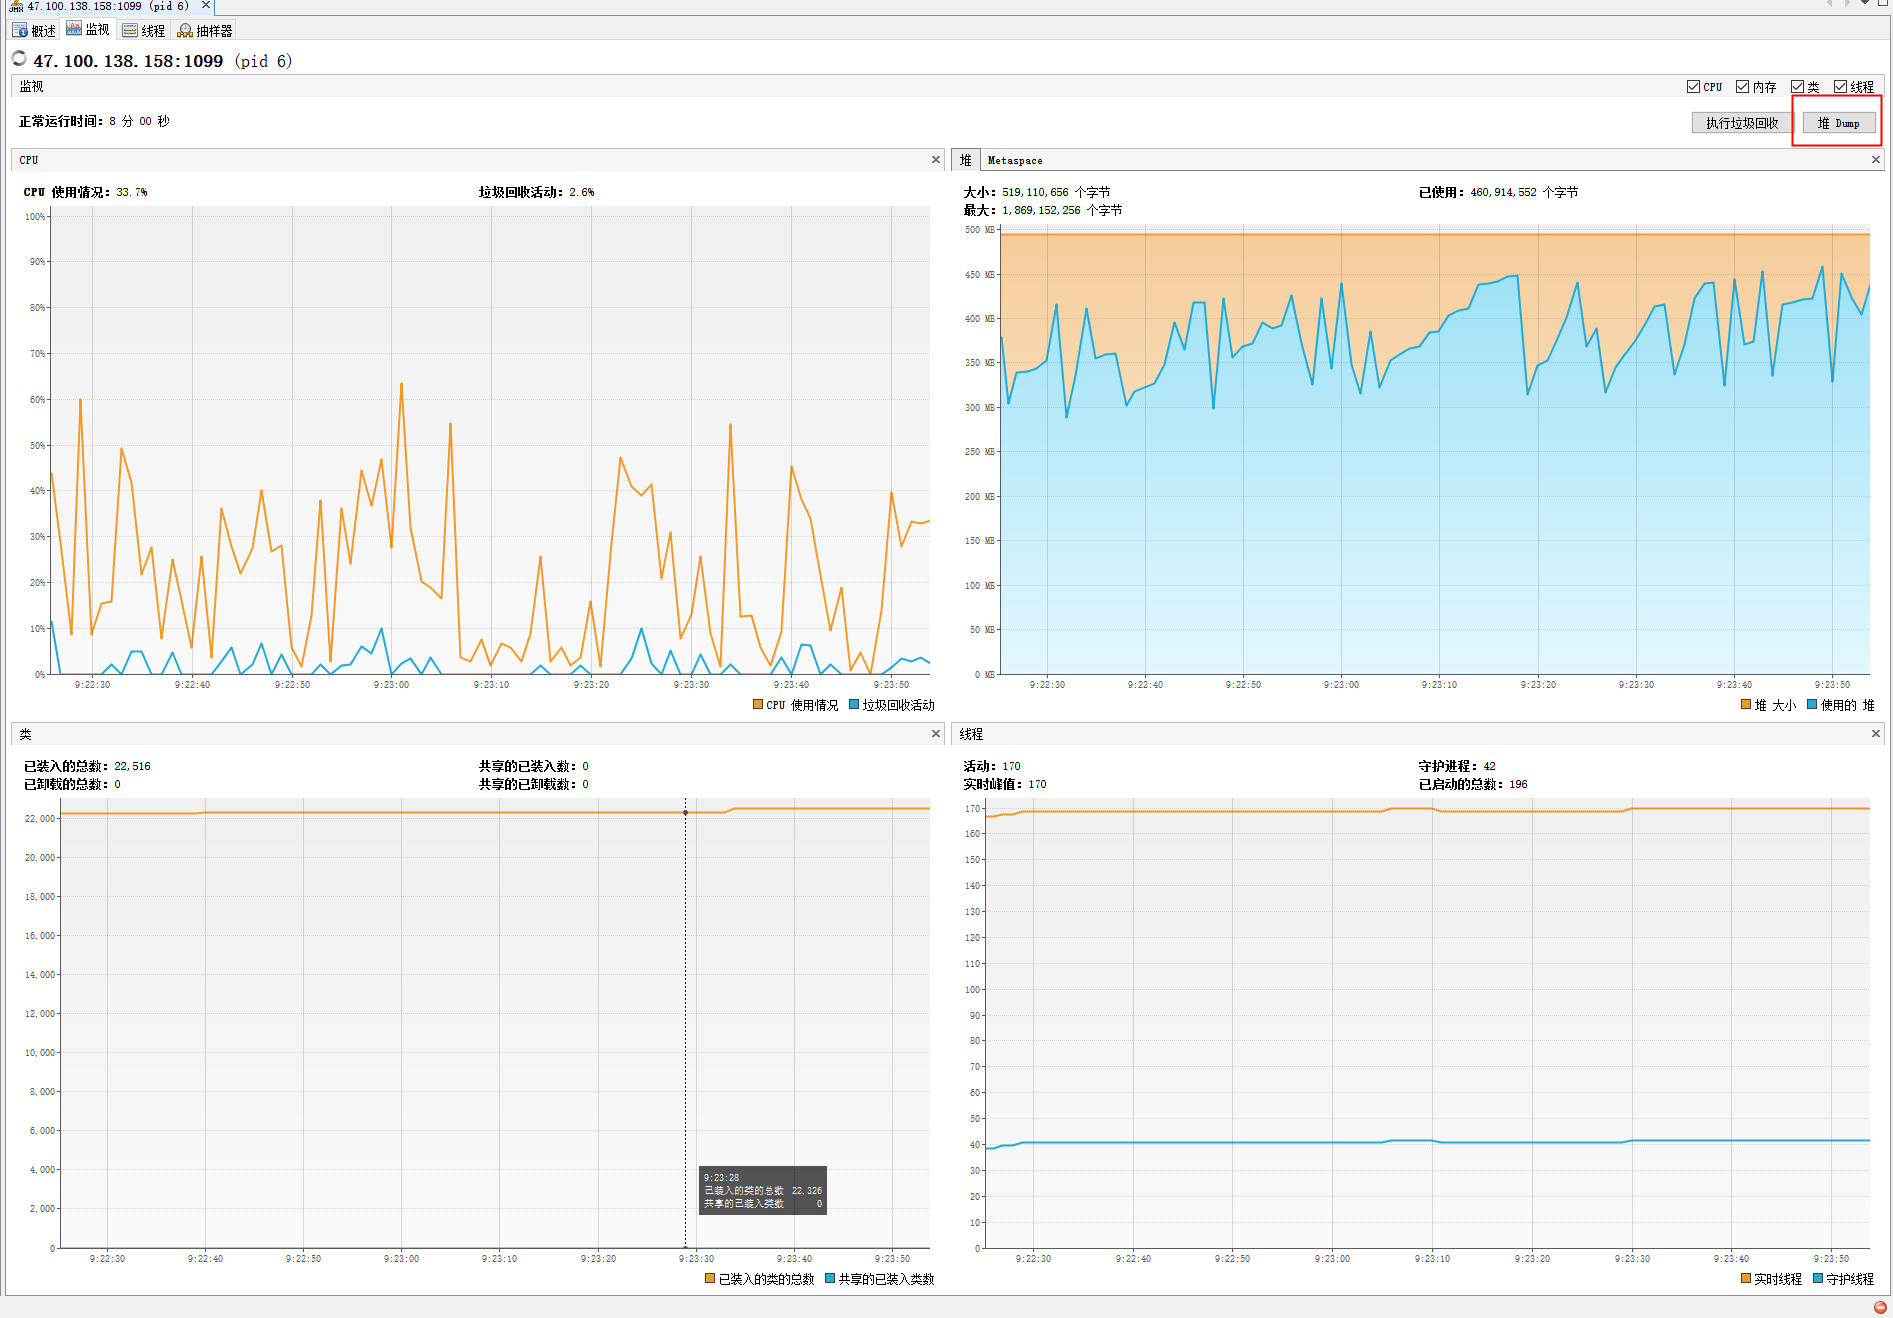 47.100.138.158:1099 (pid 6)
概述 监视 线程 抽样器
47.100.138.158:1099 (pid 6)
监视 CPU 内存 类 线程
正常运行时间: 8 分 00 秒 执行垃圾回收 堆 Dump
CPU
CPU 使用情况: 33.7% 垃圾回收活动: 2.6%
100%
90%
80%
70%
60%
50%
40%
30%
20%
10%
0%
9:22:30 9:22:40 9:22:50 9:23:00 9:23:10 9:23:20 9:23:30 9:23:40 9:23:50
CPU 使用情况 垃圾回收活动
堆 Metaspace
大小: 519,110,656 个字节 已使用: 460,914,552 个字节
最大: 1,869,152,256 个字节
500 MB
450 MB
400 MB
350 MB
300 MB
250 MB
200 MB
150 MB
100 MB
50 MB
0 MB
9:22:30 9:22:40 9:22:50 9:23:00 9:23:10 9:23:20 9:23:30 9:23:40 9:23:50
堆 大小 使用的 堆
类
已装入的总数: 22,516 共享的已装入数: 0
已卸载的总数: 0 共享的已卸载数: 0
22,000
20,000
18,000
16,000
14,000
12,000
10,000
8,000
6,000
4,000
2,000
0
9:23:28
已装入的类的总数 22,326
共享的已装入类数 0
9:22:30 9:22:40 9:22:50 9:23:00 9:23:10 9:23:20 9:23:30 9:23:40 9:23:50
已装入的类的总数 共享的已装入类数
线程
活动: 170 守护进程: 42
实时峰值: 170 已启动的总数: 196
170
160
150
140
130
120
110
100
90
80
70
60
50
40
30
20
10
0
9:22:30 9:22:40 9:22:50 9:23:00 9:23:10 9:23:20 9:23:30 9:23:40 9:23:50
实时线程 守护线程